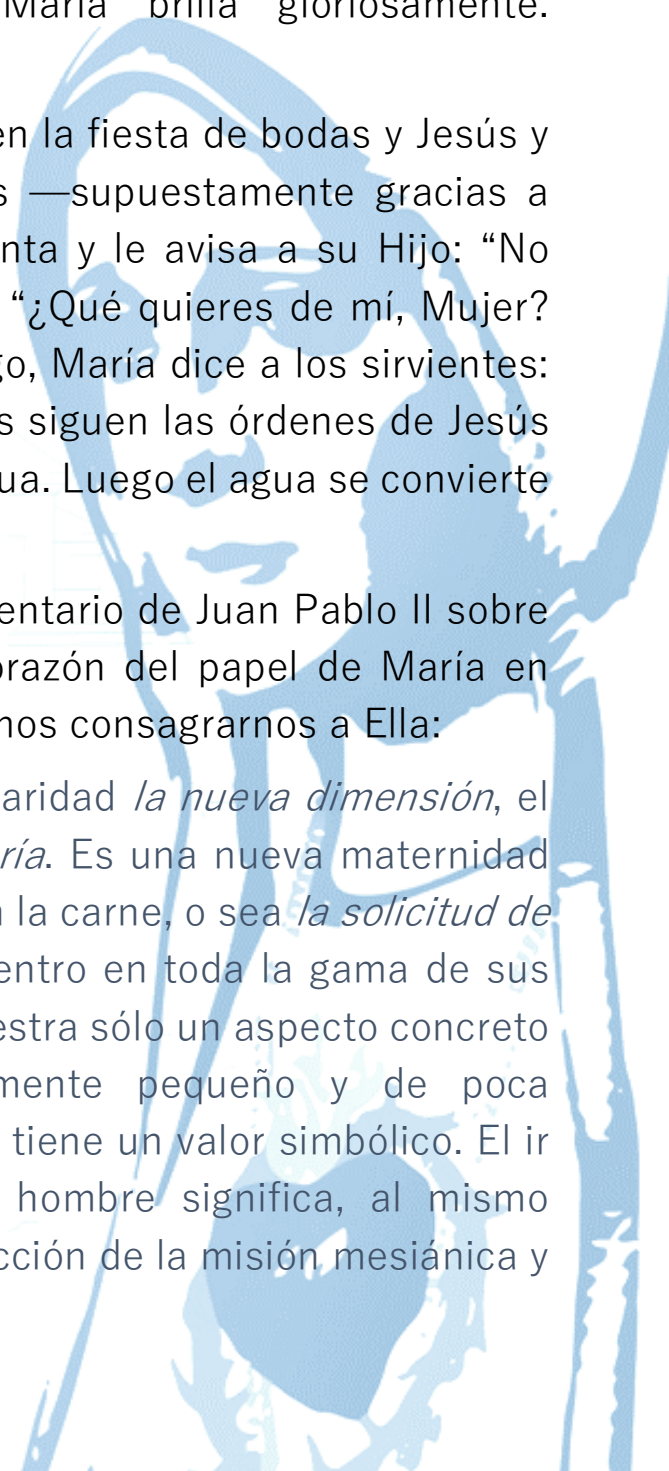 María brilla gloriosamente.
en la fiesta de bodas y Jesús y
s —supuestamente gracias a
nta y le avisa a su Hijo: “No
“¿Qué quieres de mí, Mujer?
go, María dice a los sirvientes:
s siguen las órdenes de Jesús
ua. Luego el agua se convierte
entario de Juan Pablo II sobre
orazón del papel de María en
nos consagrarnos a Ella:
aridad la nueva dimensión, el
ría. Es una nueva maternidad
la carne, o sea la solicitud de
entro en toda la gama de sus
estra sólo un aspecto concreto
mente pequeño y de poca
tiene un valor simbólico. El ir
hombre significa, al mismo
cción de la misión mesiánica y